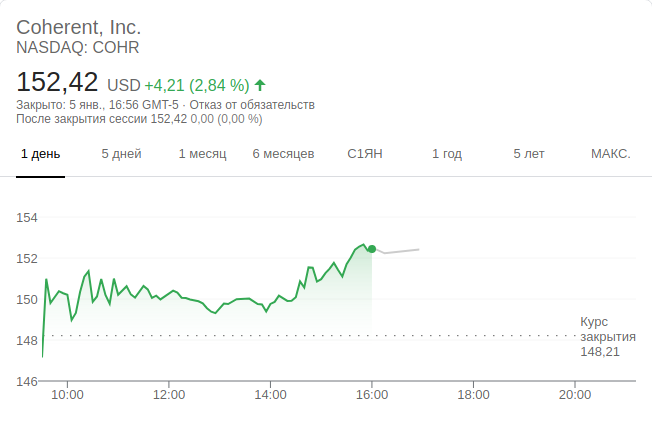 Coherent, Inc.
NASDAQ: COHR
152,42 USD +4,21 (2,84 %)
Закрыто: 5 янв., 16:56 GMT-5 · Отказ от обязательств
После закрытия сессии 152,42 0,00 (0,00 %)
1 день 5 дней 1 месяц 6 месяцев С1ЯН 1 год 5 лет МАКС.
154
152
150
Курс
148 закрытия
148,21
146
10:00 12:00 14:00 16:00 18:00 20:00